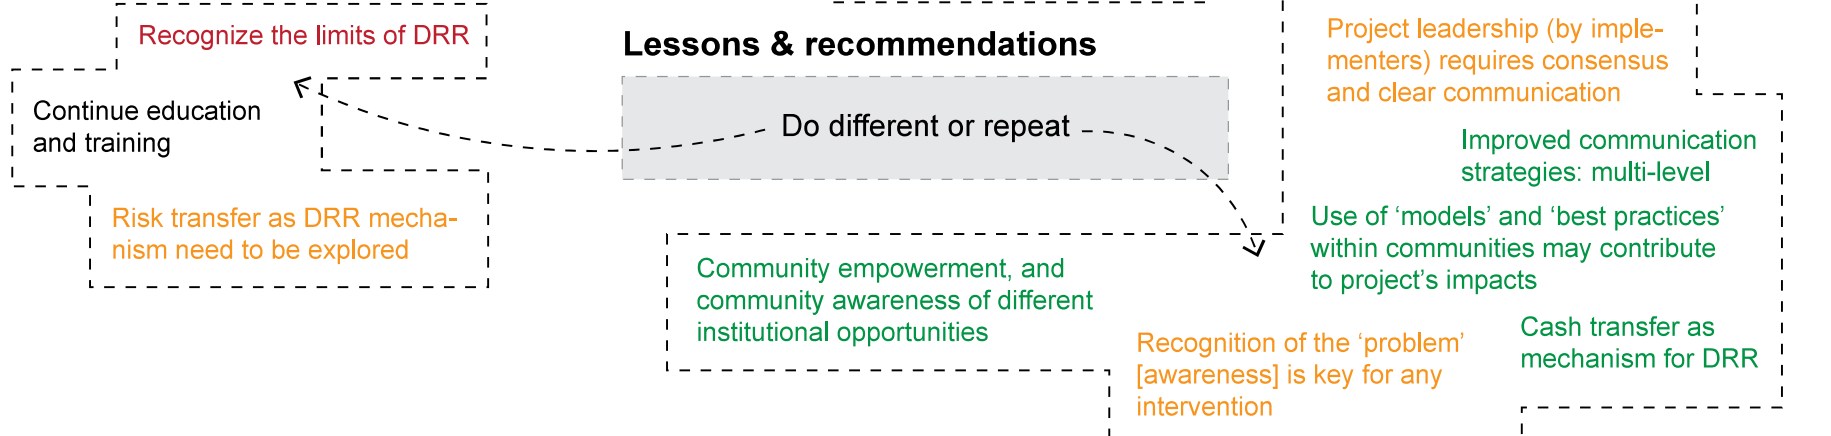 Recognize the limits of DRR
Continue education
and training
Risk transfer as DRR mecha-
nism need to be explored
Lessons & recommendations
Do different or repeat
Community empowerment, and
community awareness of different
institutional opportunities
Project leadership (by imple-
menters) requires consensus
and clear communication
Improved communication
strategies: multi-level
Use of ‘models’ and ‘best practices’
within communities may contribute
to project’s impacts
Cash transfer as
mechanism for DRR
Recognition of the ‘problem’
[awareness] is key for any
intervention